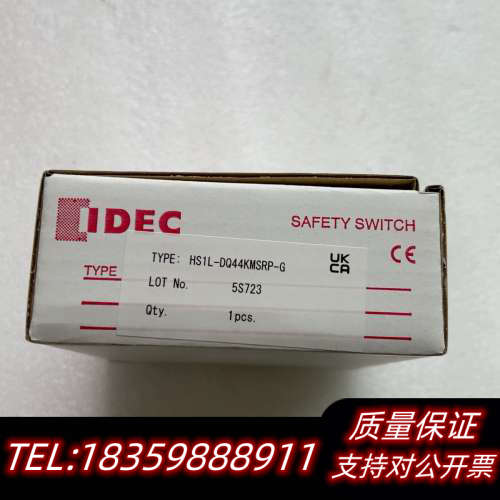 IDEC
SAFETY SWITCH
CE
TYPE
TYPE: HS1L-DQ44KMSRP-G
UK
CA
LOT No. 5S723
Qty. 1pcs.
TEL:18359888911
质量保证
支持对公开票